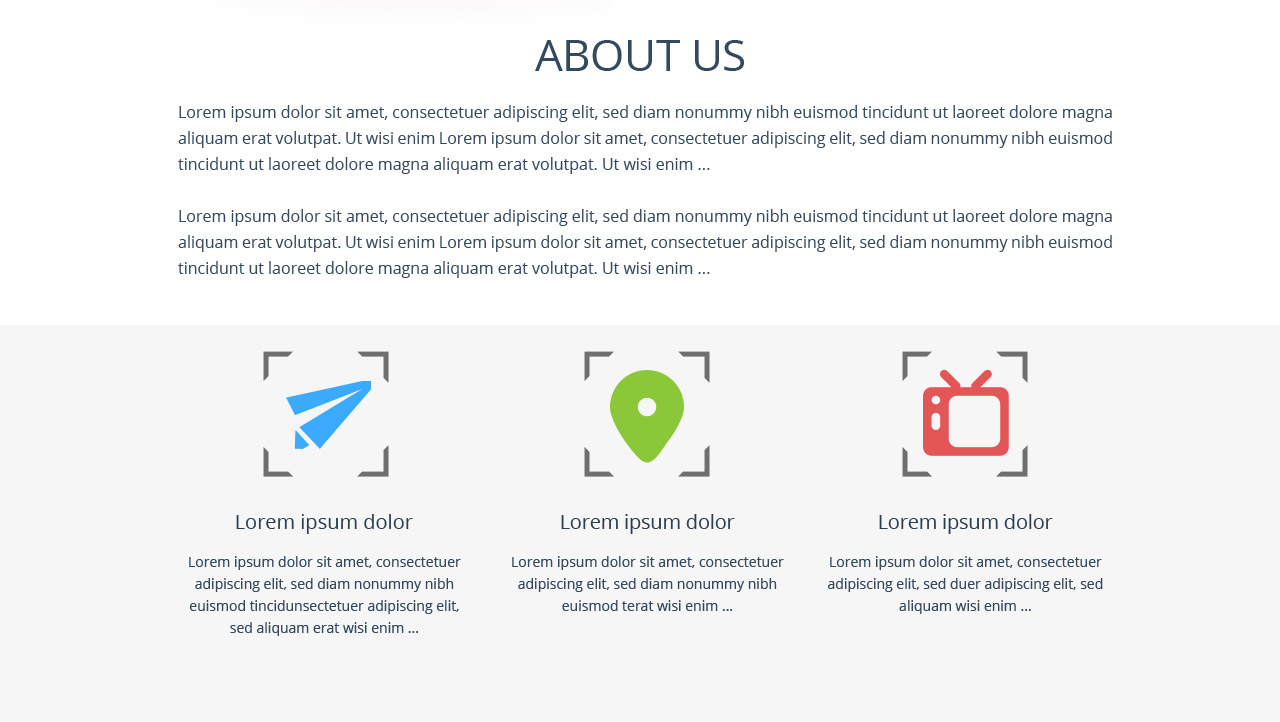 ABOUT US
Lorem ipsum dolor sit amet, consectetuer adipiscing elit, sed diam nonummy nibh euismod tincidunt ut laoreet dolore magna
aliquam erat volutpat. Ut wisi enim Lorem ipsum dolor sit amet, consectetuer adipiscing elit, sed diam nonummy nibh euismod
tincidunt ut laoreet dolore magna aliquam erat volutpat. Ut wisi enim ...
Lorem ipsum dolor sit amet, consectetuer adipiscing elit, sed diam nonummy nibh euismod tincidunt ut laoreet dolore magna
aliquam erat volutpat. Ut wisi enim Lorem ipsum dolor sit amet, consectetuer adipiscing elit, sed diam nonummy nibh euismod
tincidunt ut laoreet dolore magna aliquam erat volutpat. Ut wisi enim ...
Lorem ipsum dolor
Lorem ipsum dolor sit amet, consectetuer
adipiscing elit, sed diam nonummy nibh
euismod tincidunsectetuer adipiscing elit,
sed aliquam erat wisi enim ...
Lorem ipsum dolor
Lorem ipsum dolor sit amet, consectetuer
adipiscing elit, sed diam nonummy nibh
euismod terat wisi enim ...
Lorem ipsum dolor
Lorem ipsum dolor sit amet, consectetuer
adipiscing elit, sed duer adipiscing elit, sed
aliquam wisi enim ...